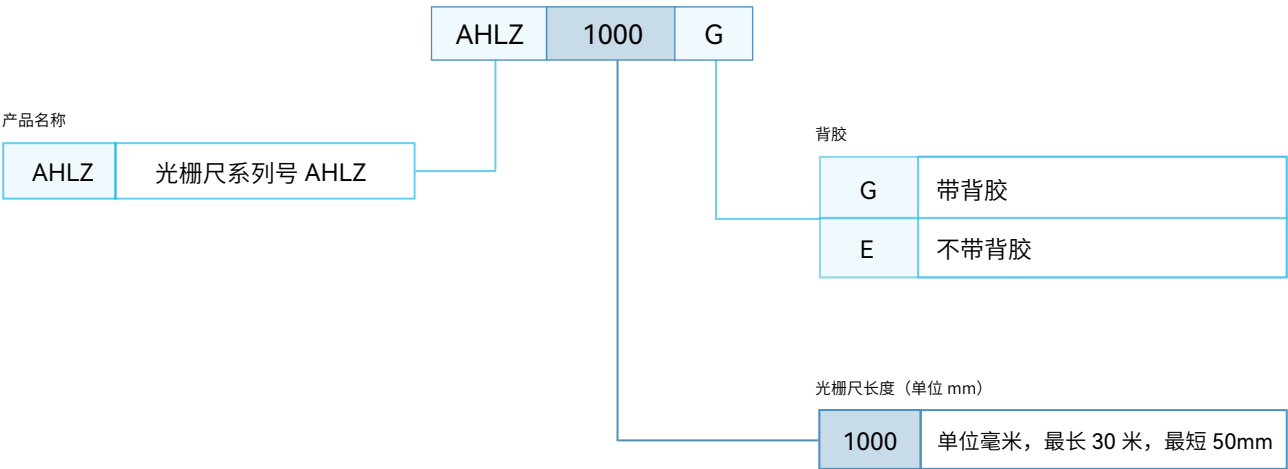 AHLZ 1000 G
产品名称
AHLZ 光栅尺系列号 AHLZ
背胶
G 带背胶
E 不带背胶
光栅尺长度（单位 mm）
1000 单位毫米，最长 30 米，最短 50mm